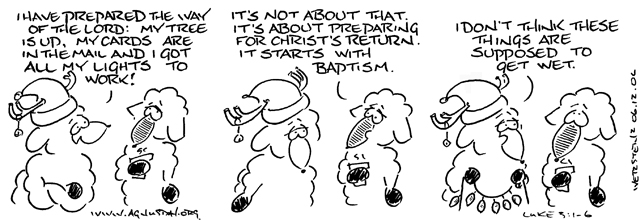 I HAVE PREPARED THE WAY
OF THE LORD: MY TREE
IS UP, MY CARDS ARE
IN THE MAIL AND I GOT
ALL MY LIGHTS TO
WORK!
IT'S NOT ABOUT THAT.
IT'S ABOUT PREPARING
FOR CHRIST'S RETURN.
IT STARTS WITH
BAPTISM.
I DON'T THINK THESE
THINGS ARE
SUPPOSED TO
GET WET.
WWW.AGNUSDAY.ORG
LUKE 3:1-6
WETZSTEIN 06.12.06